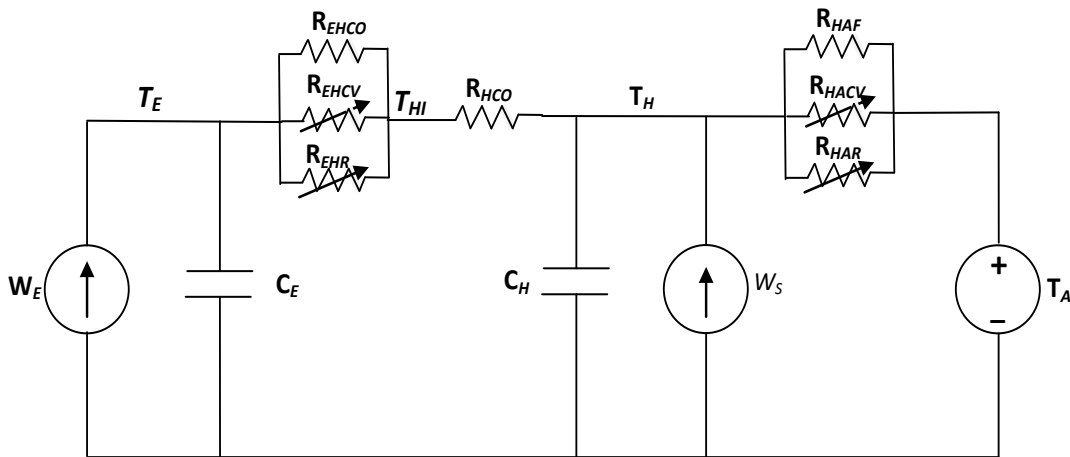 R_EHCO
R_HAF
R_EHCV
R_HCO
R_HACV
T_E
T_HI
T_H
R_EHR
R_HAR
W_E
C_E
C_H
W_S
+
−
T_A